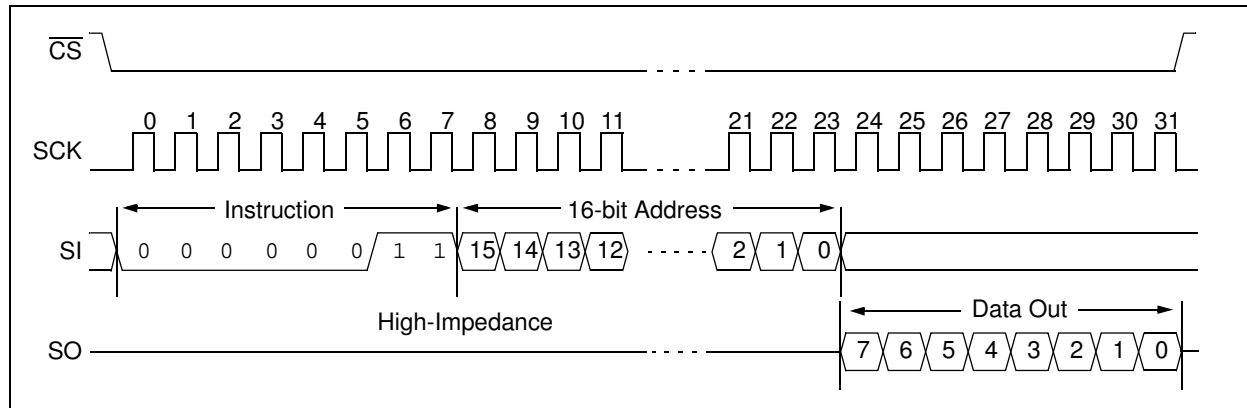 CS
SCK
0 1 2 3 4 5 6 7 8 9 10 11 21 22 23 24 25 26 27 28 29 30 31
Instruction 16-bit Address
SI 0 0 0 0 0 0 1 1 15 14 13 12 2 1 0
High-Impedance Data Out
SO 7 6 5 4 3 2 1 0